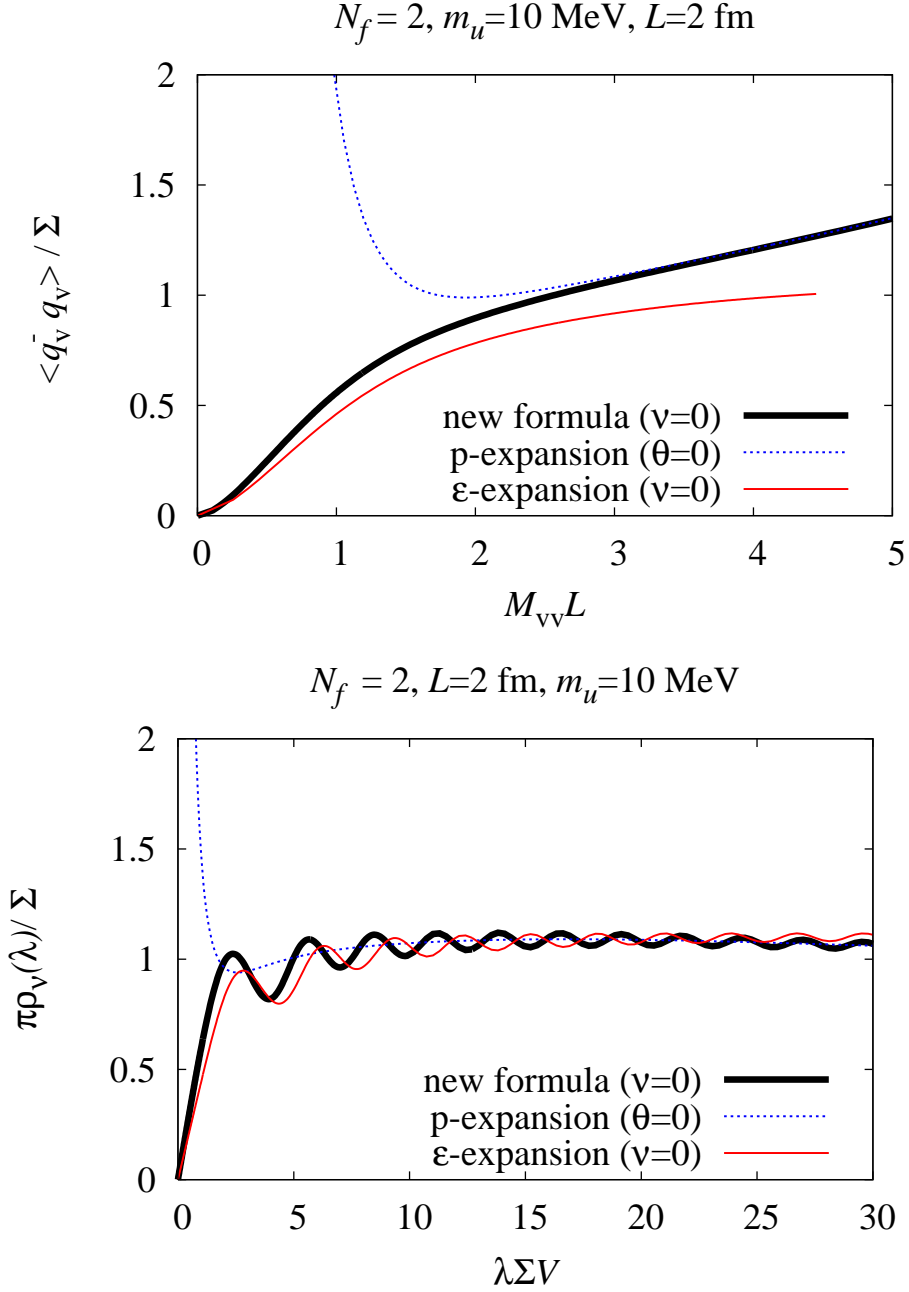 N_f = 2, m_u=10 MeV, L=2 fm
2
1.5
1
0.5
0
<q̄_v q_v> / Σ
new formula (ν=0)
p-expansion (θ=0)
ε-expansion (ν=0)
0 1 2 3 4 5
M_vv L
N_f = 2, L=2 fm, m_u=10 MeV
2
1.5
1
0.5
0
πρ_ν(λ)/ Σ
new formula (ν=0)
p-expansion (θ=0)
ε-expansion (ν=0)
0 5 10 15 20 25 30
λΣV